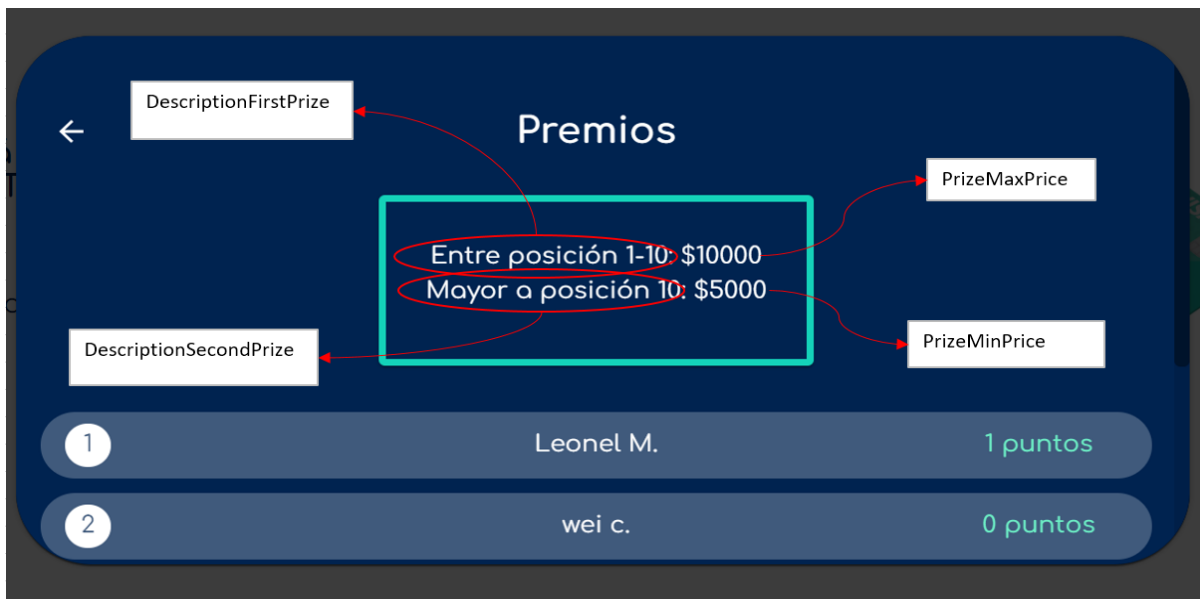 DescriptionFirstPrize
←
Premios
PrizeMaxPrice
Entre posición 1-10: $10000
Mayor a posición 10: $5000
PrizeMinPrice
DescriptionSecondPrize
1 Leonel M. 1 puntos
2 wei c. 0 puntos